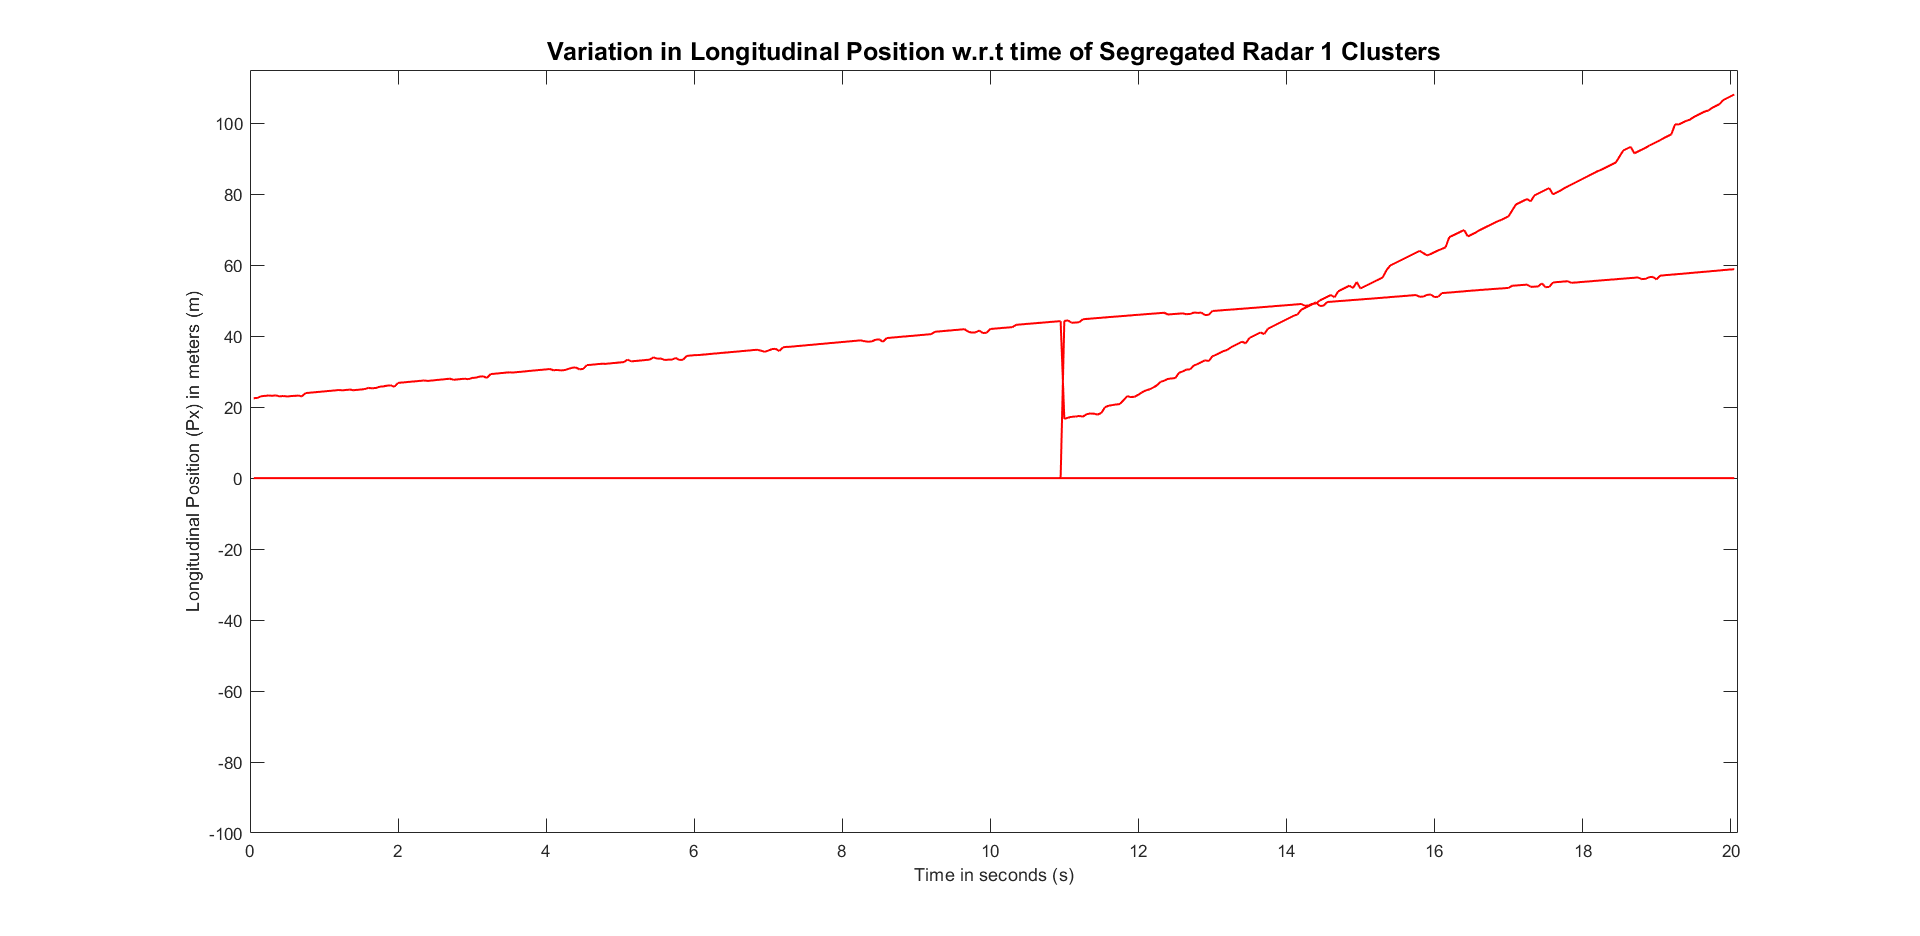 Variation in Longitudinal Position w.r.t time of Segregated Radar 1 Clusters
Longitudinal Position (Px) in meters (m)
100
80
60
40
20
0
-20
-40
-60
-80
-100
0 2 4 6 8 10 12 14 16 18 20
Time in seconds (s)